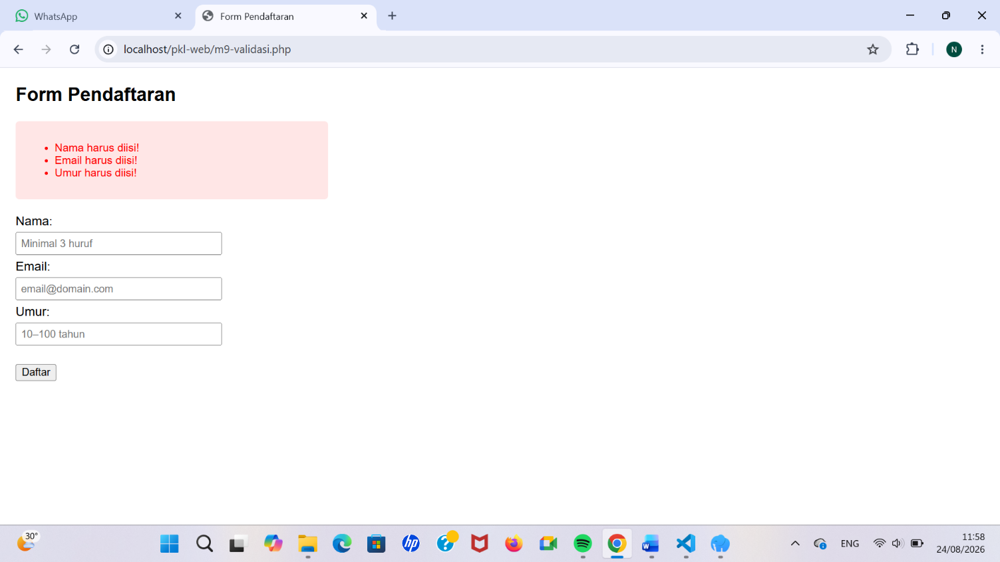 WhatsApp
Form Pendaftaran
localhost/pkl-web/m9-validasi.php
N
Form Pendaftaran
• Nama harus diisi!
• Email harus diisi!
• Umur harus diisi!
Nama:
Minimal 3 huruf
Email:
email@domain.com
Umur:
10–100 tahun
Daftar
30°
hp
?
W
ENG
11:58
24/08/2026